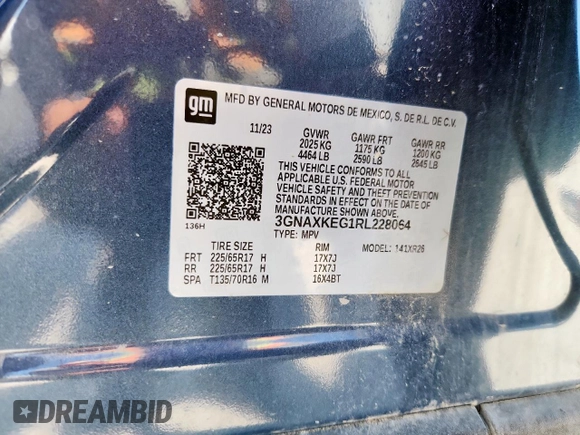 gm
MFD BY GENERAL MOTORS DE MEXICO, S. DE R.L. DE C.V.
11/23 GVWR GAWR FRT GAWR RR
2025 KG 1175 KG 1200 KG
4464 LB 2590 LB 2645 LB
THIS VEHICLE CONFORMS TO ALL
APPLICABLE U.S. FEDERAL MOTOR
VEHICLE SAFETY AND THEFT PREVENTION
STANDARDS IN EFFECT ON THE DATE OF
MANUFACTURE SHOWN ABOVE.
3GNAXKEG1RL228064
136H
TYPE: MPV MODEL: 141XR26
TIRE SIZE RIM
FRT 225/65R17 H 17X7J
RR 225/65R17 H 17X7J
SPA T135/70R16 M 16X4BT
DREAMBID